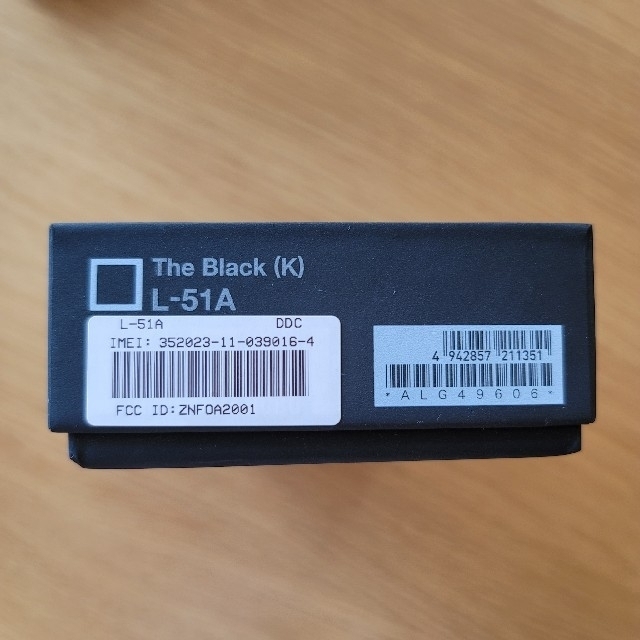 The Black (K)
L-51A
L-51A DDC
IMEI: 352023-11-039016-4
FCC ID:ZNFOA2001
4 942857 211351
*ALG49606*